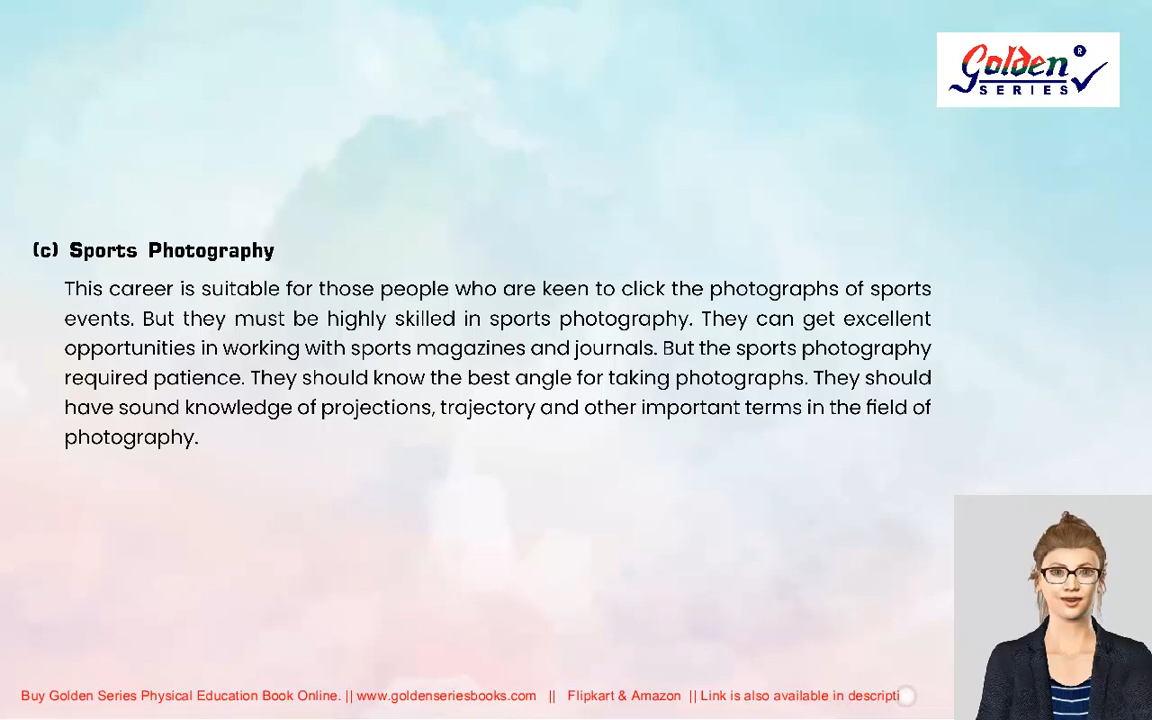 Golden ®
SERIES
(c) Sports Photography
This career is suitable for those people who are keen to click the photographs of sports
events. But they must be highly skilled in sports photography. They can get excellent
opportunities in working with sports magazines and journals. But the sports photography
required patience. They should know the best angle for taking photographs. They should
have sound knowledge of projections, trajectory and other important terms in the field of
photography.
Buy Golden Series Physical Education Book Online. || www.goldenseriesbooks.com || Flipkart & Amazon || Link is also available in descripti